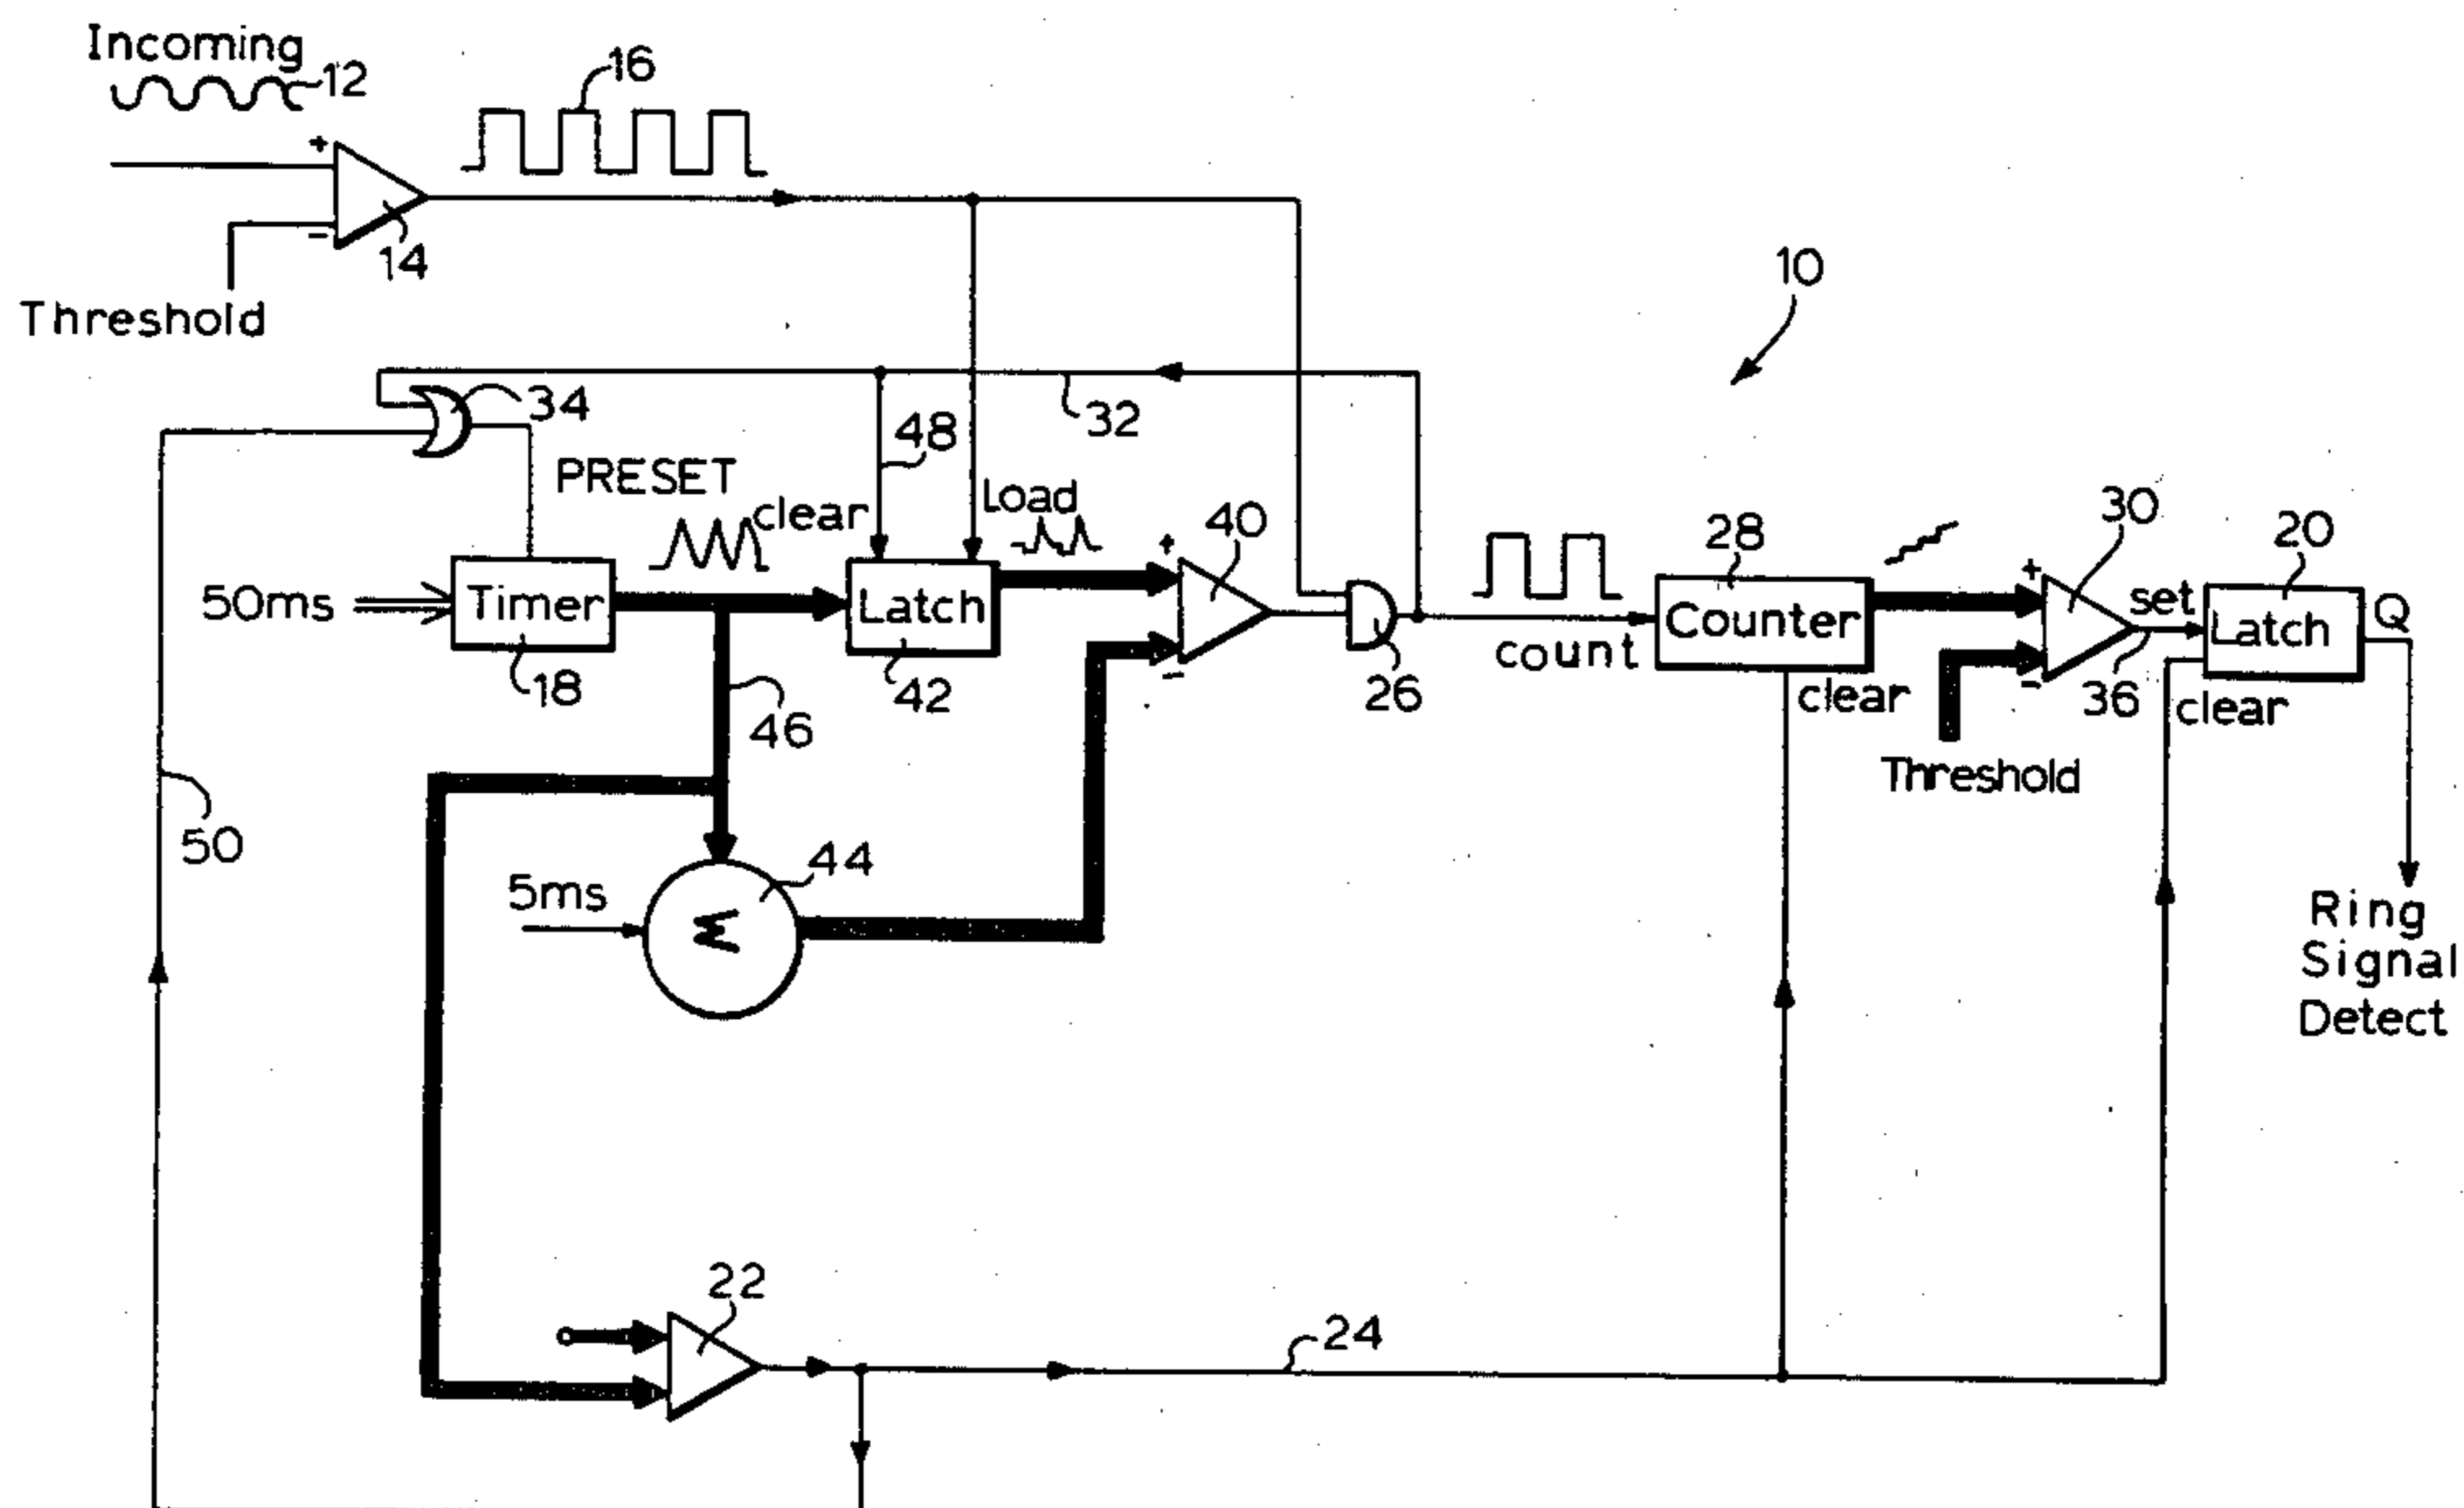 Incoming
12
16
+
-
14
Threshold
10
34
32
48
PRESET
clear
Load
40
+
-
50ms
Timer
18
Latch
42
46
26
count
28
Counter
clear
30
+
-
Threshold
set
36
20
Latch
clear
Q
50
5ms
44
Σ
Ring
Signal
Detect
22
24